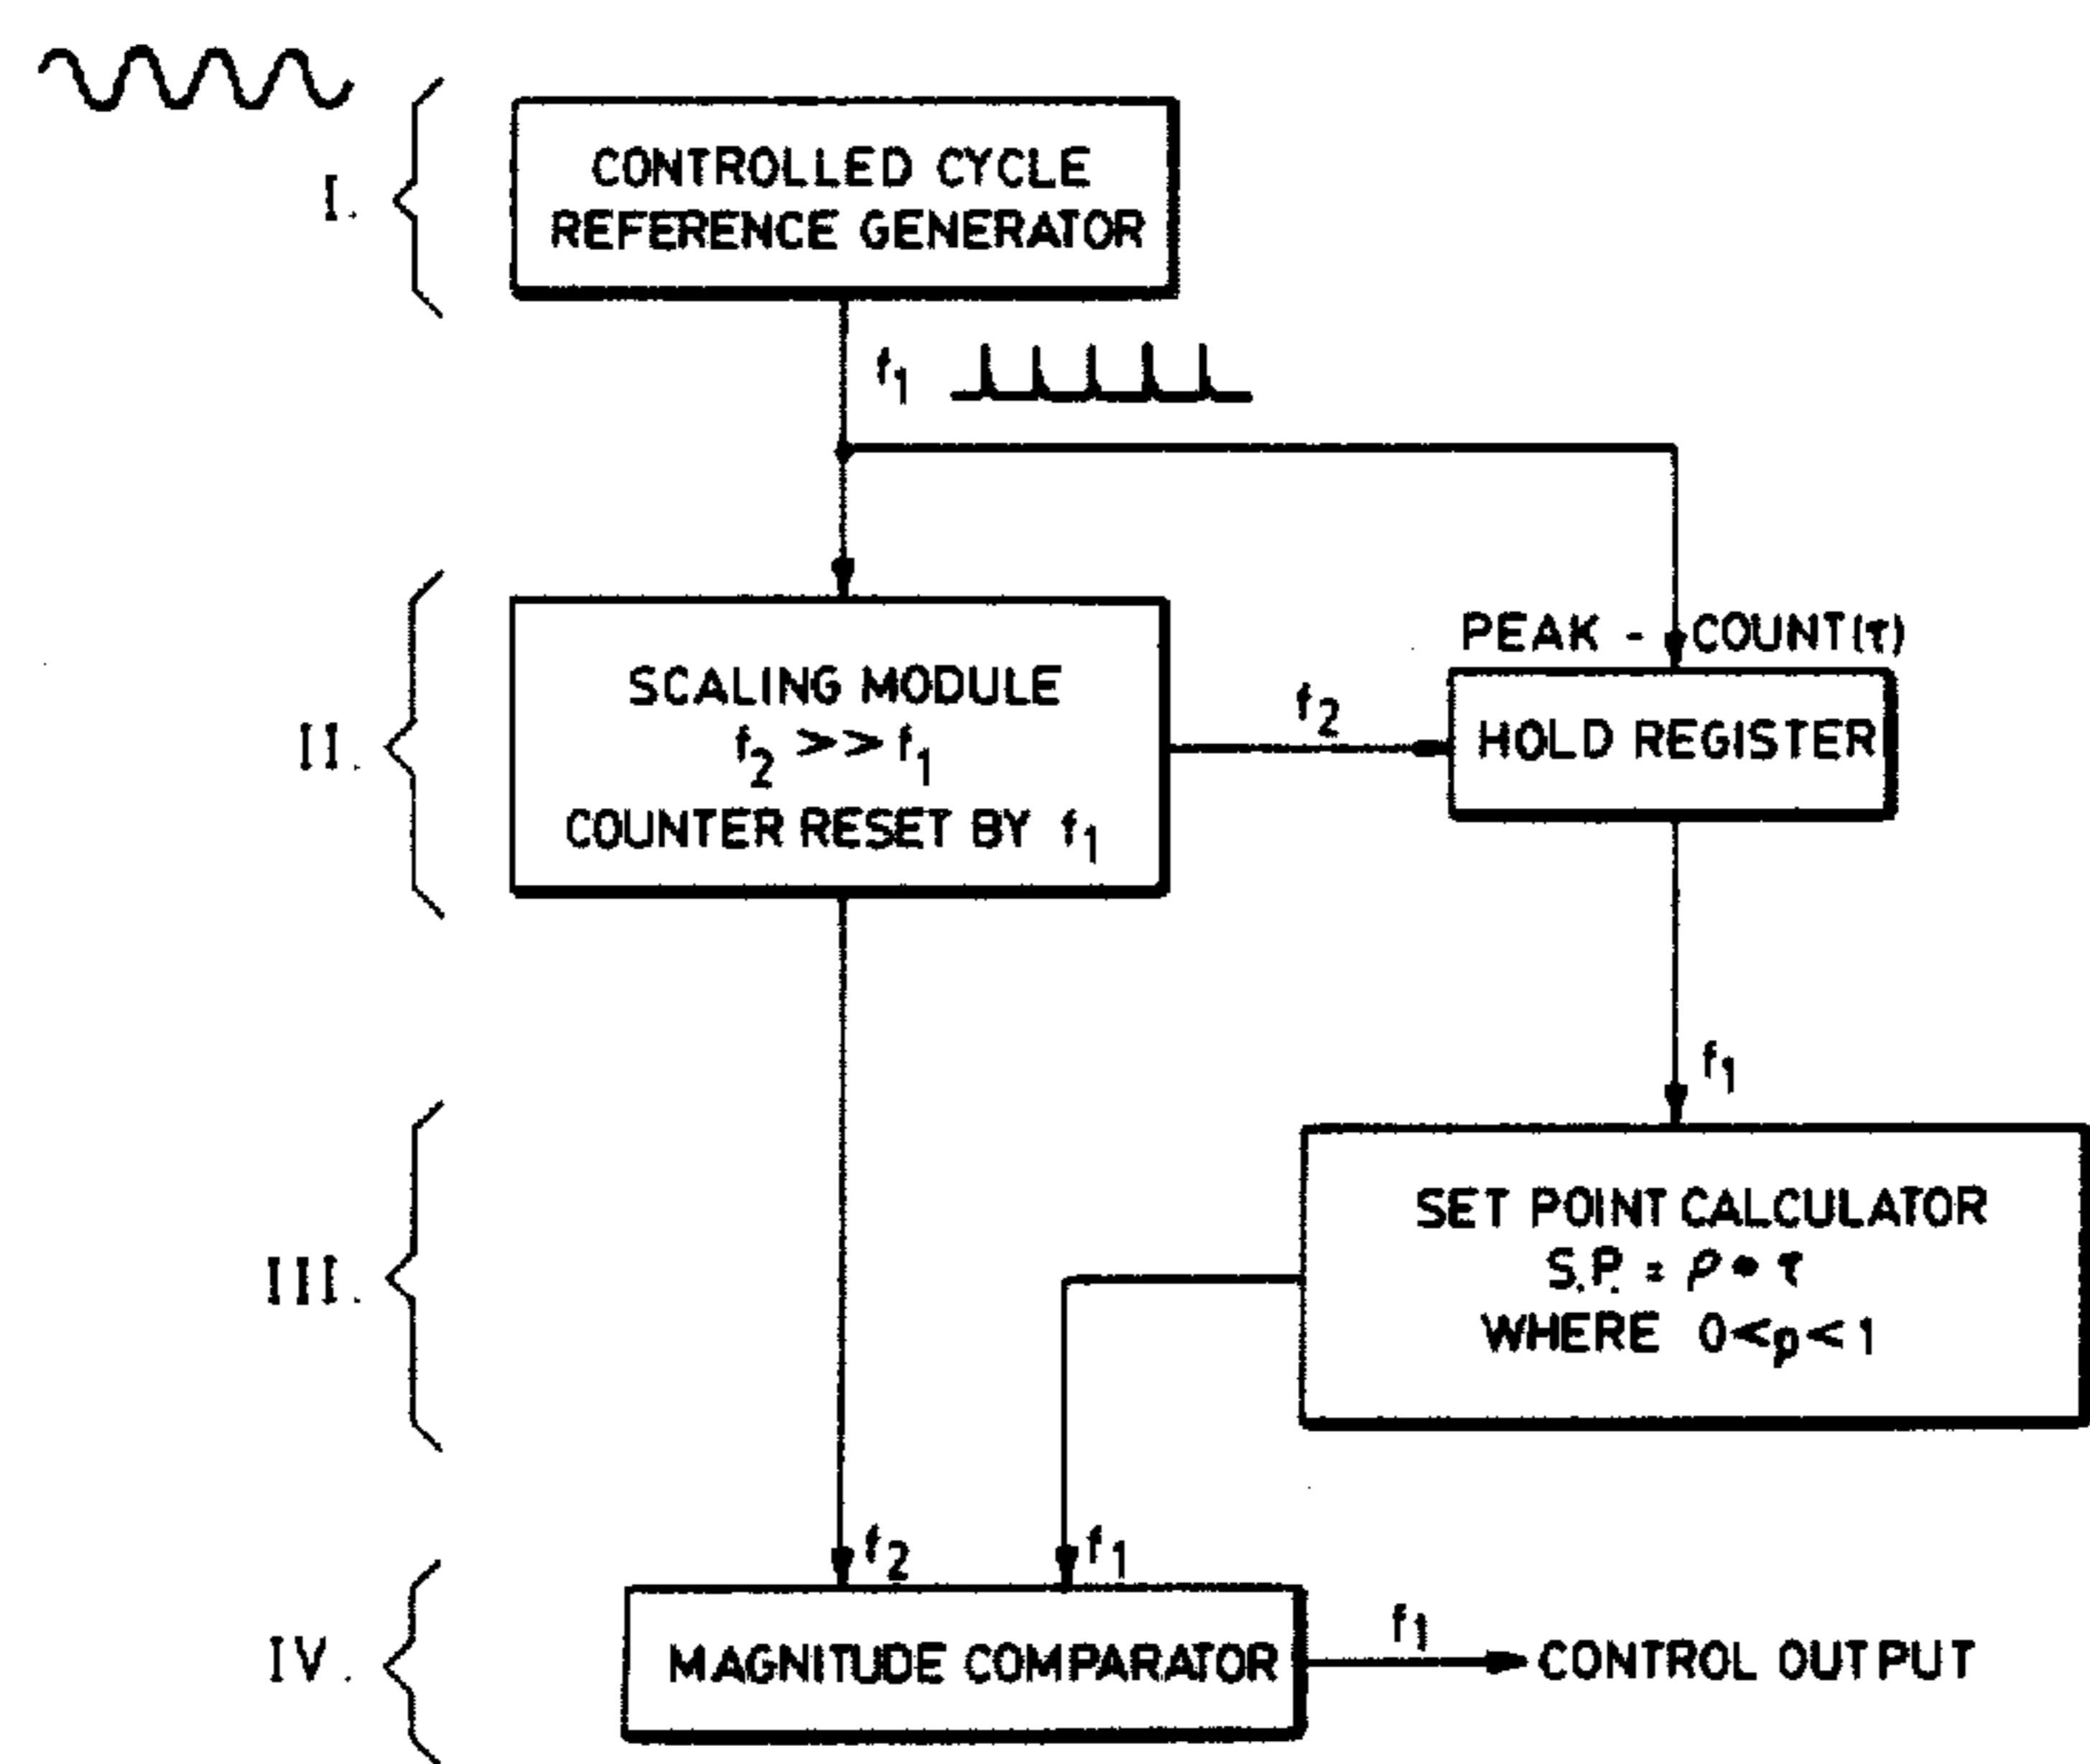 I.
CONTROLLED CYCLE
REFERENCE GENERATOR
f1
II.
SCALING MODULE
f2 >> f1
COUNTER RESET BY f1
f2
PEAK - COUNT(τ)
HOLD REGISTER
f1
III.
SET POINT CALCULATOR
S.P. = ρ • τ
WHERE 0<ρ<1
IV.
f2
f1
MAGNITUDE COMPARATOR
f1
CONTROL OUTPUT